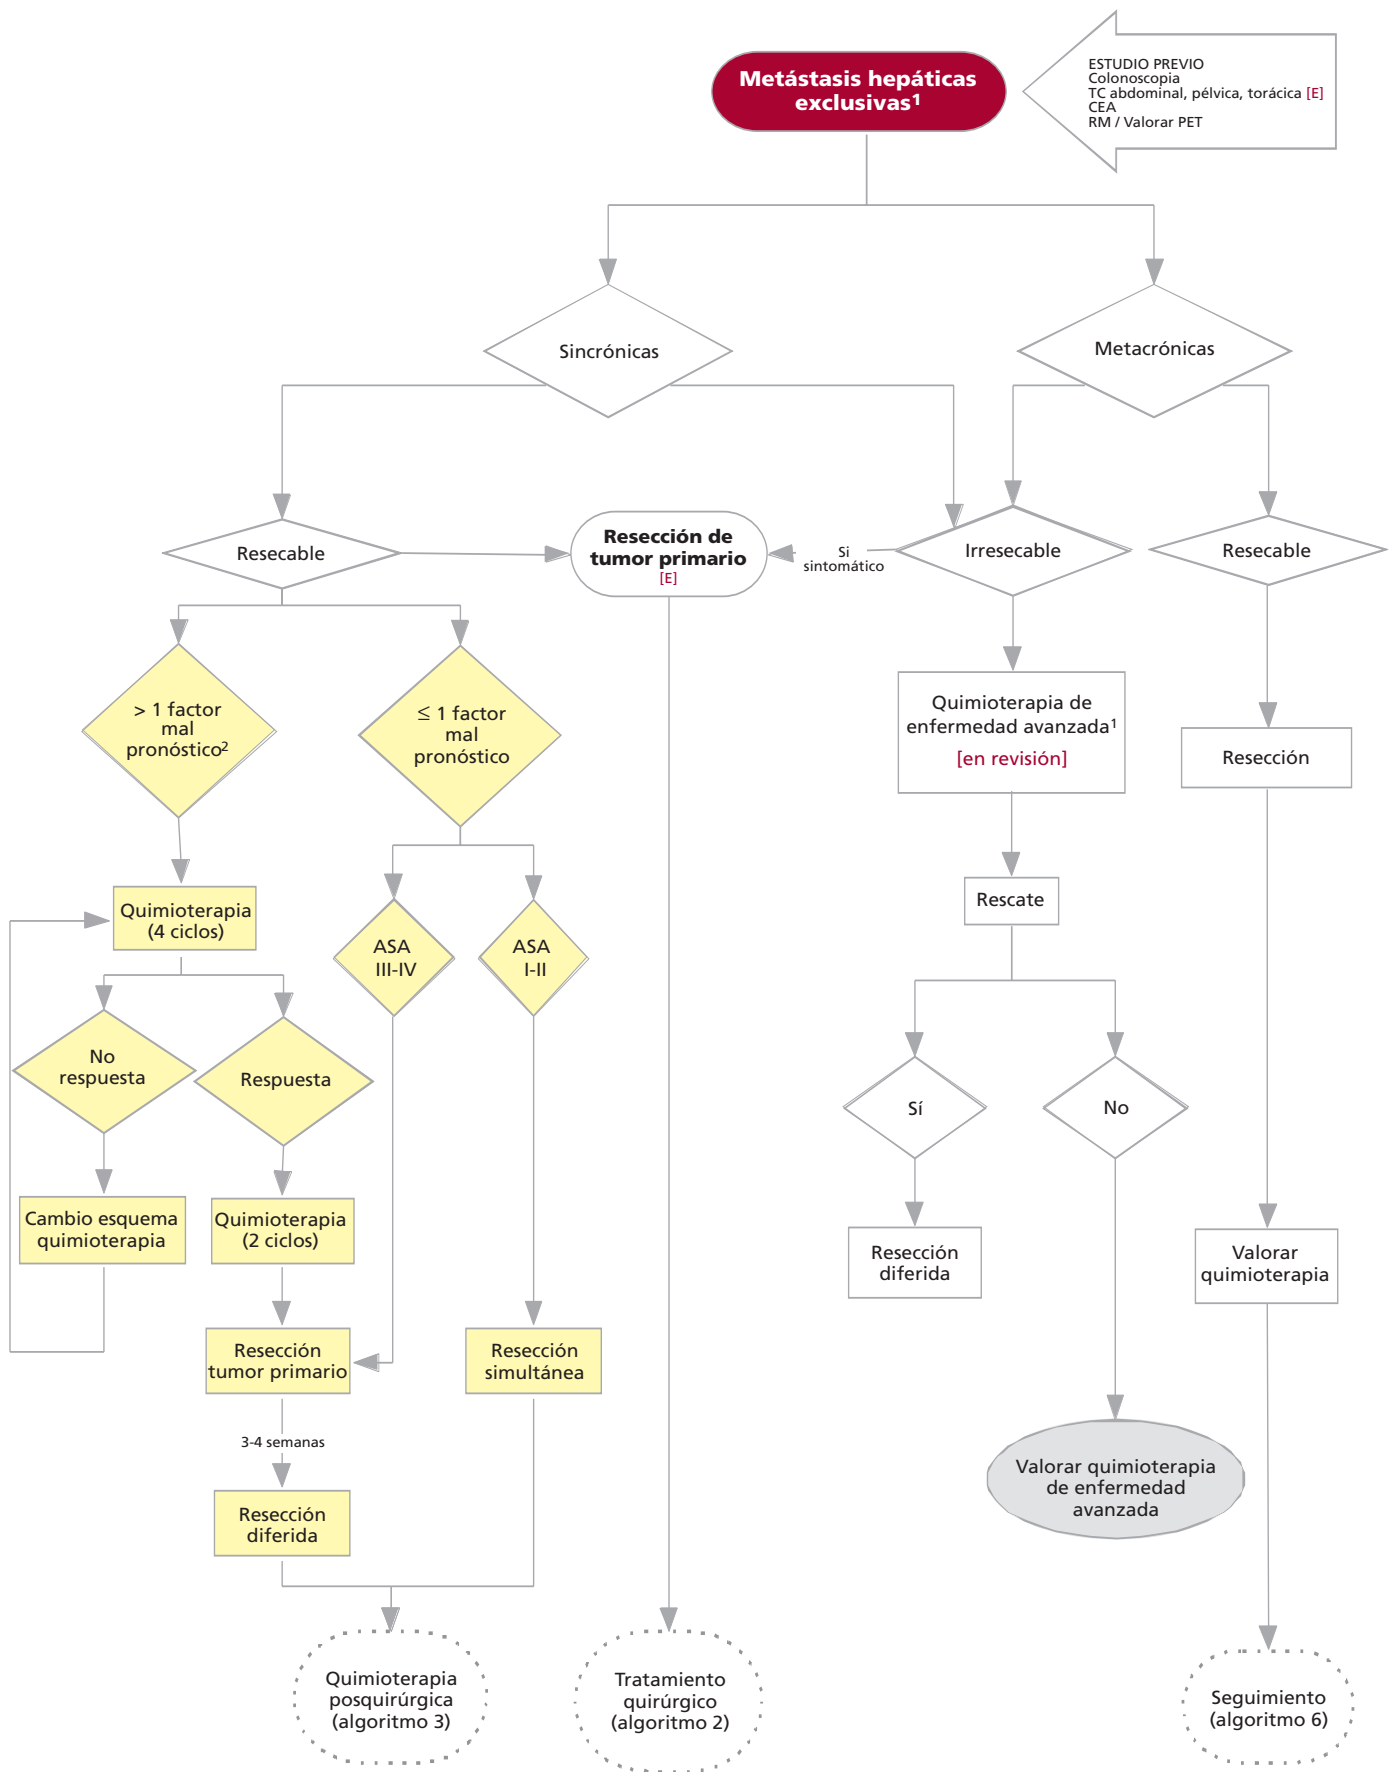 Metástasis hepáticas
exclusivas¹
ESTUDIO PREVIO
Colonoscopia
TC abdominal, pélvica, torácica [E]
CEA
RM / Valorar PET
Sincrónicas
Metacrónicas
Resecable
Resección de
tumor primario
[E]
Si
sintomático
Irresecable
Resecable
> 1 factor
mal
pronóstico²
≤ 1 factor
mal
pronóstico
Quimioterapia de
enfermedad avanzada¹
[en revisión]
Resección
Quimioterapia
(4 ciclos)
ASA
III-IV
ASA
I-II
Rescate
No
respuesta
Respuesta
Sí
No
Cambio esquema
quimioterapia
Quimioterapia
(2 ciclos)
Resección
diferida
Valorar
quimioterapia
Resección
tumor primario
Resección
simultánea
3-4 semanas
Valorar quimioterapia
de enfermedad
avanzada
Resección
diferida
Quimioterapia
posquirúrgica
(algoritmo 3)
Tratamiento
quirúrgico
(algoritmo 2)
Seguimiento
(algoritmo 6)